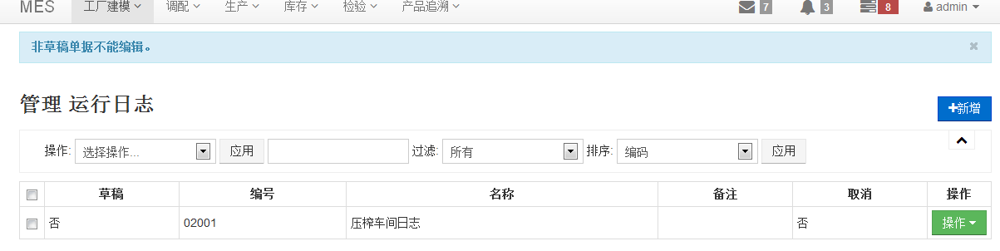 MES 工厂建模 调配 生产 库存 检验 产品追溯 7 3 8 admin
非草稿单据不能编辑。 ×
管理 运行日志
+新增
操作: 选择操作... 应用 过滤: 所有 排序: 编码 应用
草稿 编号 名称 备注 取消 操作
否 02001 压榨车间日志 否 操作